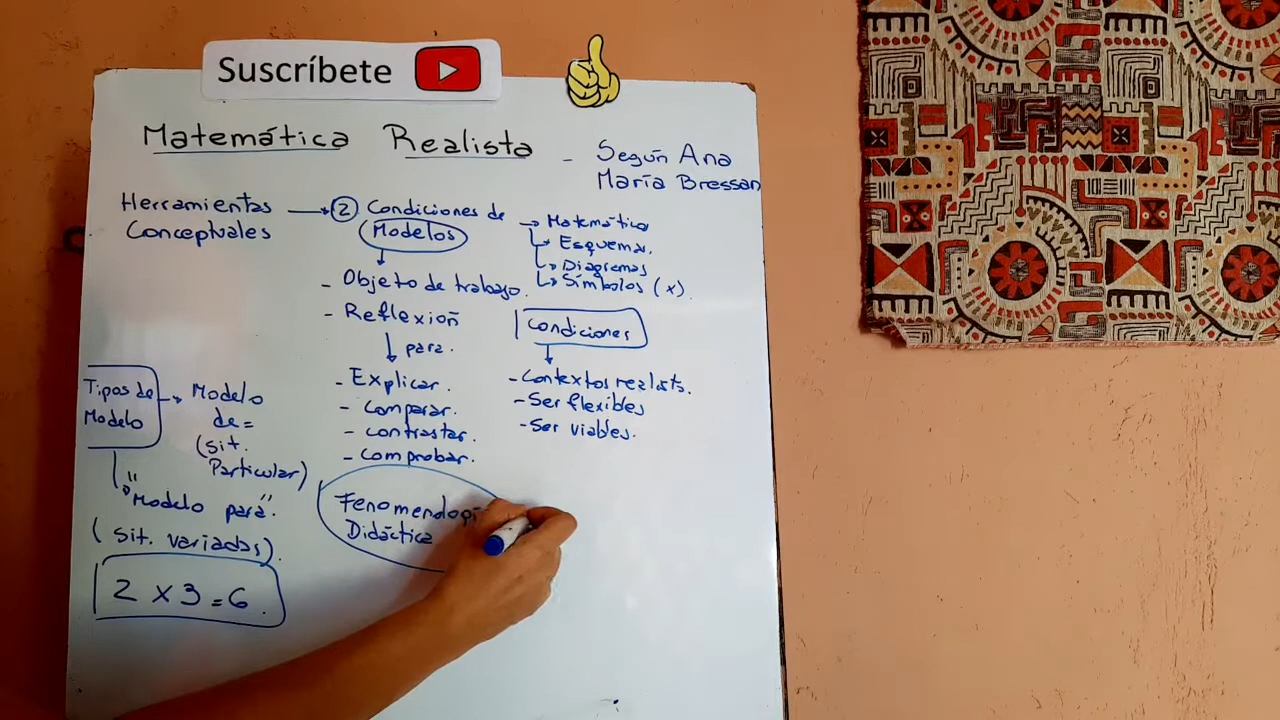 Suscríbete
Matemática Realista - Según Ana
María Bressan
Herramientas
Conceptuales
→ ② Condiciones de
Modelos
→ Matemática
→ Esquemas.
→ Diagramas
→ Símbolos (x).
- Objeto de trabajo.
- Reflexioñ
para.
- Explicar.
- comparar.
- contrastar.
- comprobar.
Condiciones
- Contextos realists.
- Ser flexibles
- Ser viables.
Tipos de
Modelo
→ Modelo
de=
(sit.
Particular)
"Modelo para".
(sit. variadas).
2 x 3 = 6.
Didáctica